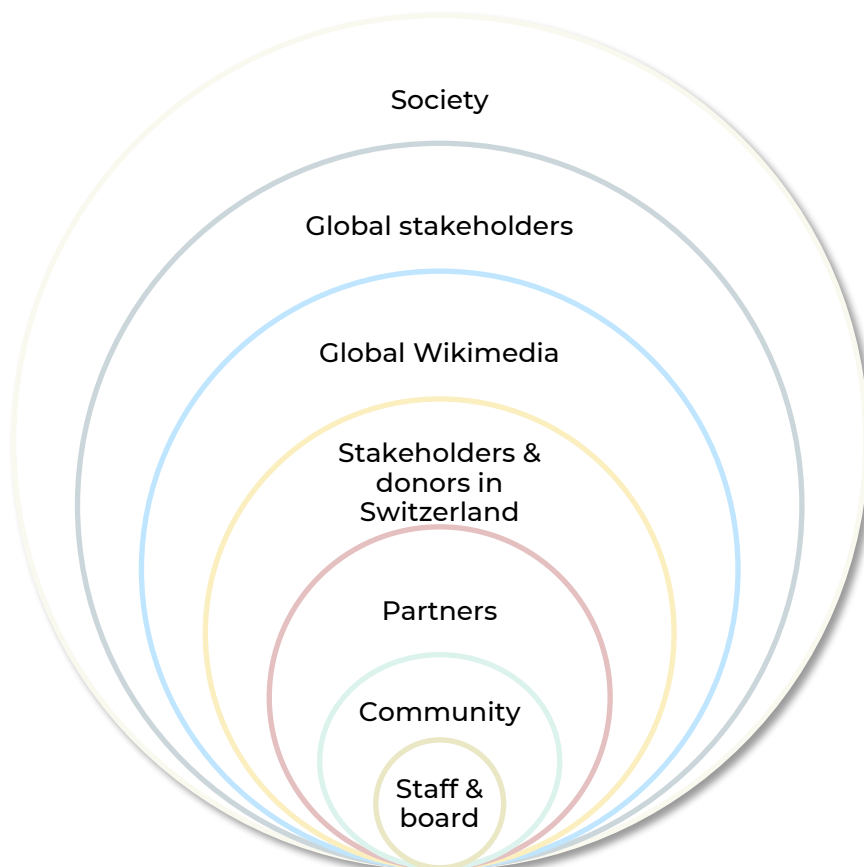 Society
Global stakeholders
Global Wikimedia
Stakeholders &
donors in
Switzerland
Partners
Community
Staff &
board